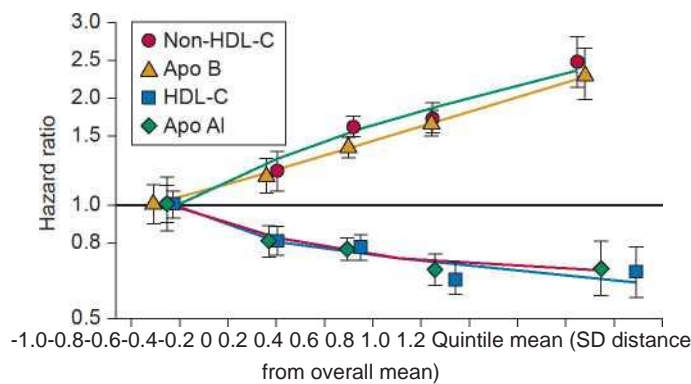 3.0
2.5
2.0
1.5
1.0
0.8
0.5
Hazard ratio
Non-HDL-C
Apo B
HDL-C
Apo AI
-1.0-0.8-0.6-0.4-0.2 0 0.2 0.4 0.6 0.8 1.0 1.2 Quintile mean (SD distance
from overall mean)